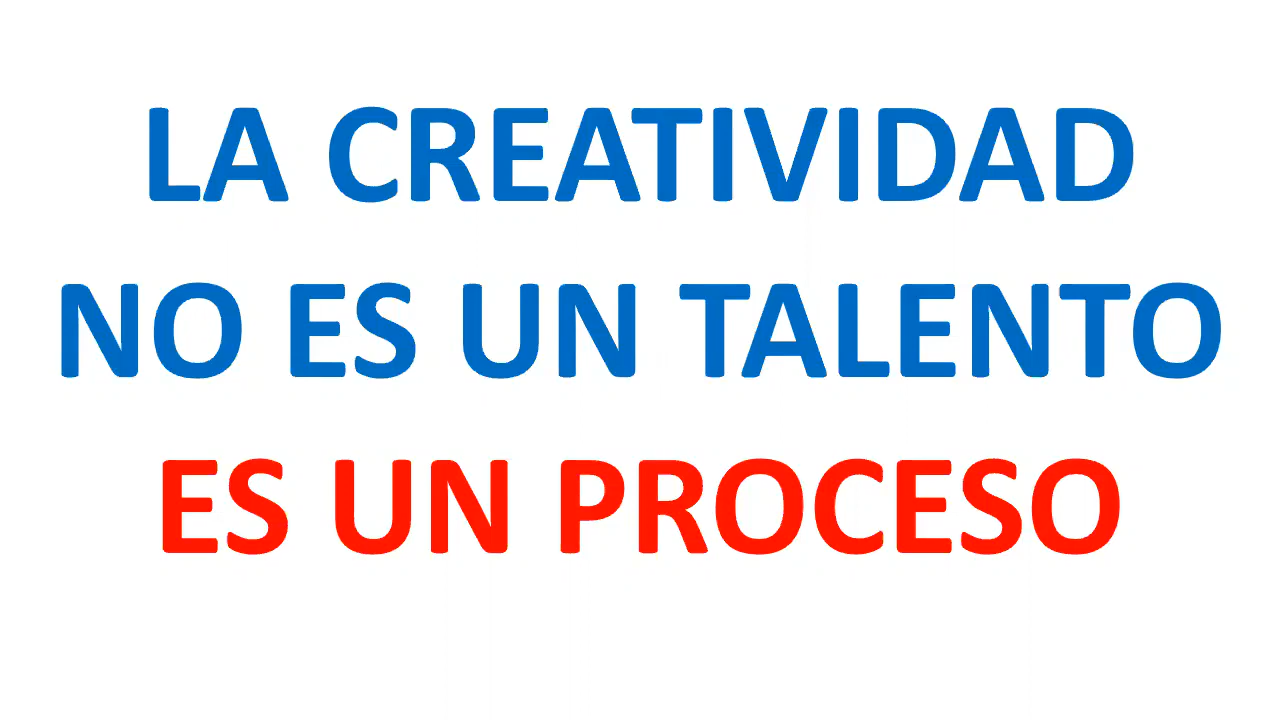 LA CREATIVIDAD
NO ES UN TALENTO
ES UN PROCESO